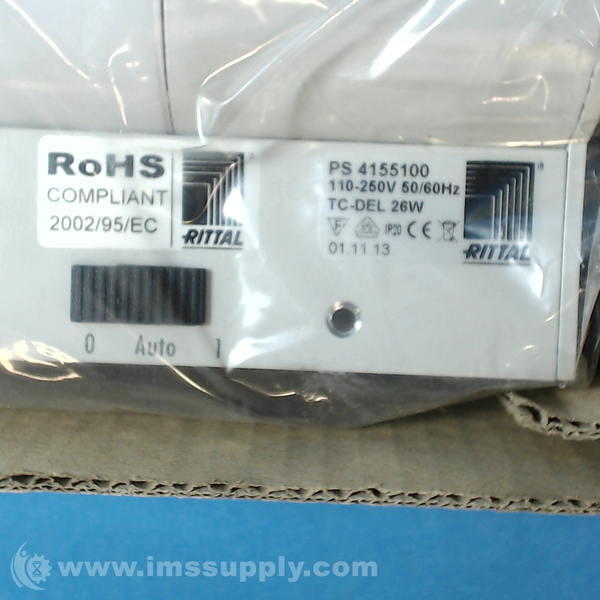 RoHS
COMPLIANT
2002/95/EC
RITTAL
PS 4155100
110-250V 50/60Hz
TC-DEL 26W
F IP20 CE
01.11 13
RITTAL
0 Auto 1
www.imssupply.com